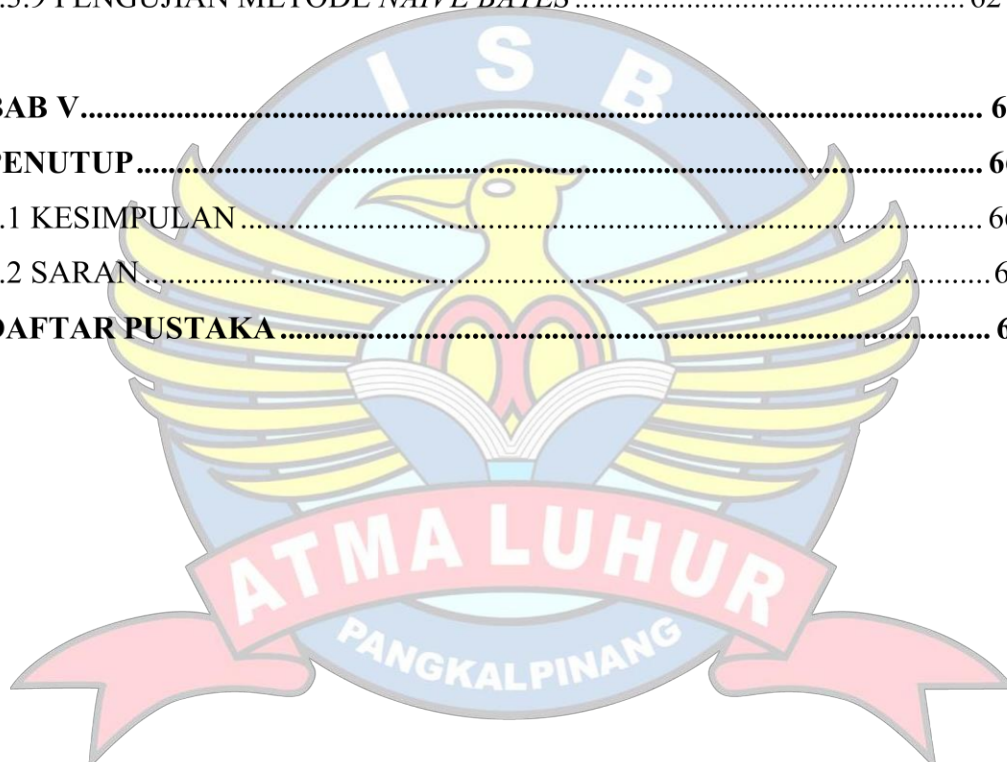 .3.9 PENGUJIAN METODE NAIVE BAYES 62
BAB V 6
PENUTUP 6
.1 KESIMPULAN 6
.2 SARAN 6
DAFTAR PUSTAKA 6
ISB
ATMA LUHUR
PANGKALPINANG